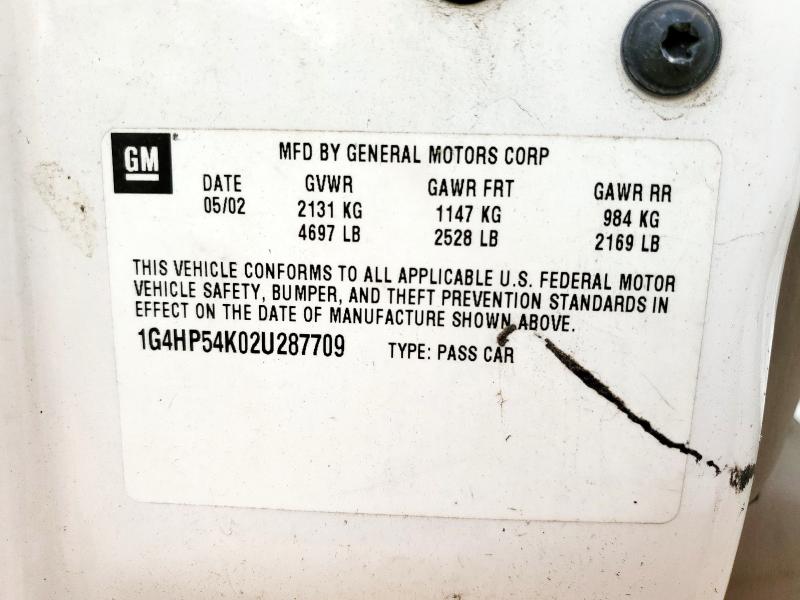 GM
MFD BY GENERAL MOTORS CORP
DATE GVWR GAWR FRT GAWR RR
05/02 2131 KG 1147 KG 984 KG
4697 LB 2528 LB 2169 LB
THIS VEHICLE CONFORMS TO ALL APPLICABLE U.S. FEDERAL MOTOR
VEHICLE SAFETY, BUMPER, AND THEFT PREVENTION STANDARDS IN
EFFECT ON THE DATE OF MANUFACTURE SHOWN ABOVE.
1G4HP54K02U287709 TYPE: PASS CAR